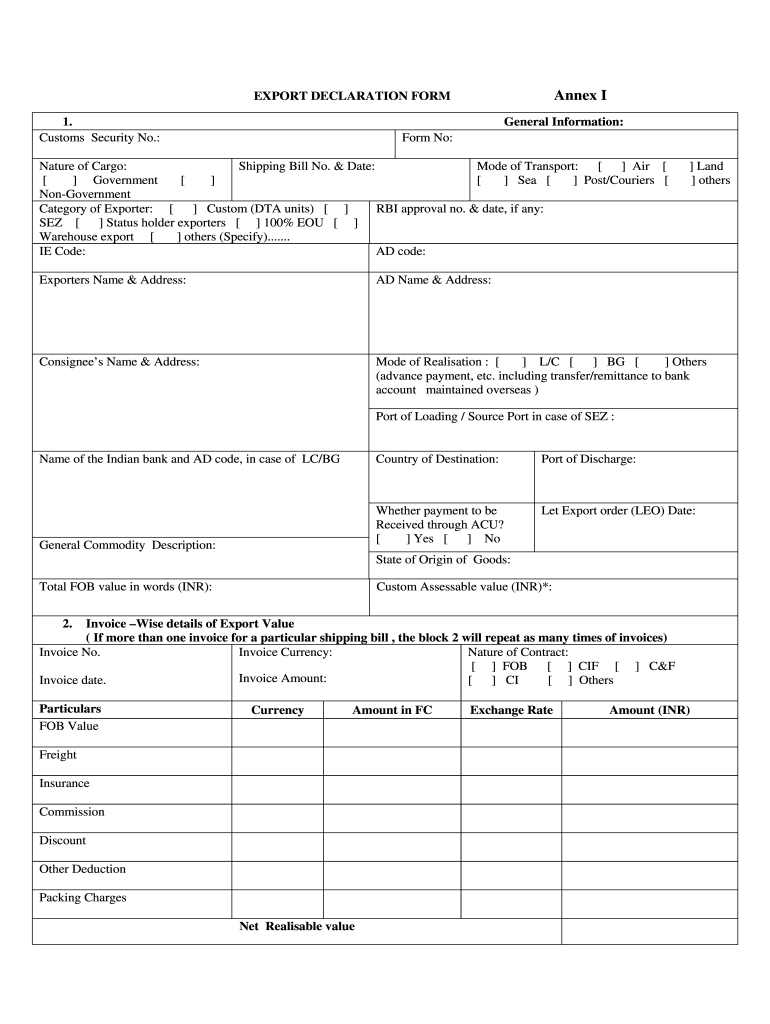 EXPORT DECLARATION FORM Annex I
1. General Information:
Customs Security No.: Form No:
Nature of Cargo:
[ ] Government [ ]
Non-Government
Shipping Bill No. & Date:
Mode of Transport: [ ] Air [ ] Land
[ ] Sea [ ] Post/Couriers [ ] others
Category of Exporter: [ ] Custom (DTA units) [ ]
SEZ [ ] Status holder exporters [ ] 100% EOU [ ]
Warehouse export [ ] others (Specify).......
RBI approval no. & date, if any:
IE Code: AD code:
Exporters Name & Address: AD Name & Address:
Consignee's Name & Address:
Mode of Realisation : [ ] L/C [ ] BG [ ] Others
(advance payment, etc. including transfer/remittance to bank
account maintained overseas )
Port of Loading / Source Port in case of SEZ :
Name of the Indian bank and AD code, in case of LC/BG
Country of Destination: Port of Discharge:
Whether payment to be
Received through ACU?
[ ] Yes [ ] No
Let Export order (LEO) Date:
General Commodity Description:
State of Origin of Goods:
Total FOB value in words (INR): Custom Assessable value (INR)*:
2. Invoice –Wise details of Export Value
( If more than one invoice for a particular shipping bill , the block 2 will repeat as many times of invoices)
Invoice No.
Invoice date.
Invoice Currency:
Invoice Amount:
Nature of Contract:
[ ] FOB [ ] CIF [ ] C&F
[ ] CI [ ] Others
Particulars Currency Amount in FC Exchange Rate Amount (INR)
FOB Value
Freight
Insurance
Commission
Discount
Other Deduction
Packing Charges
Net Realisable value